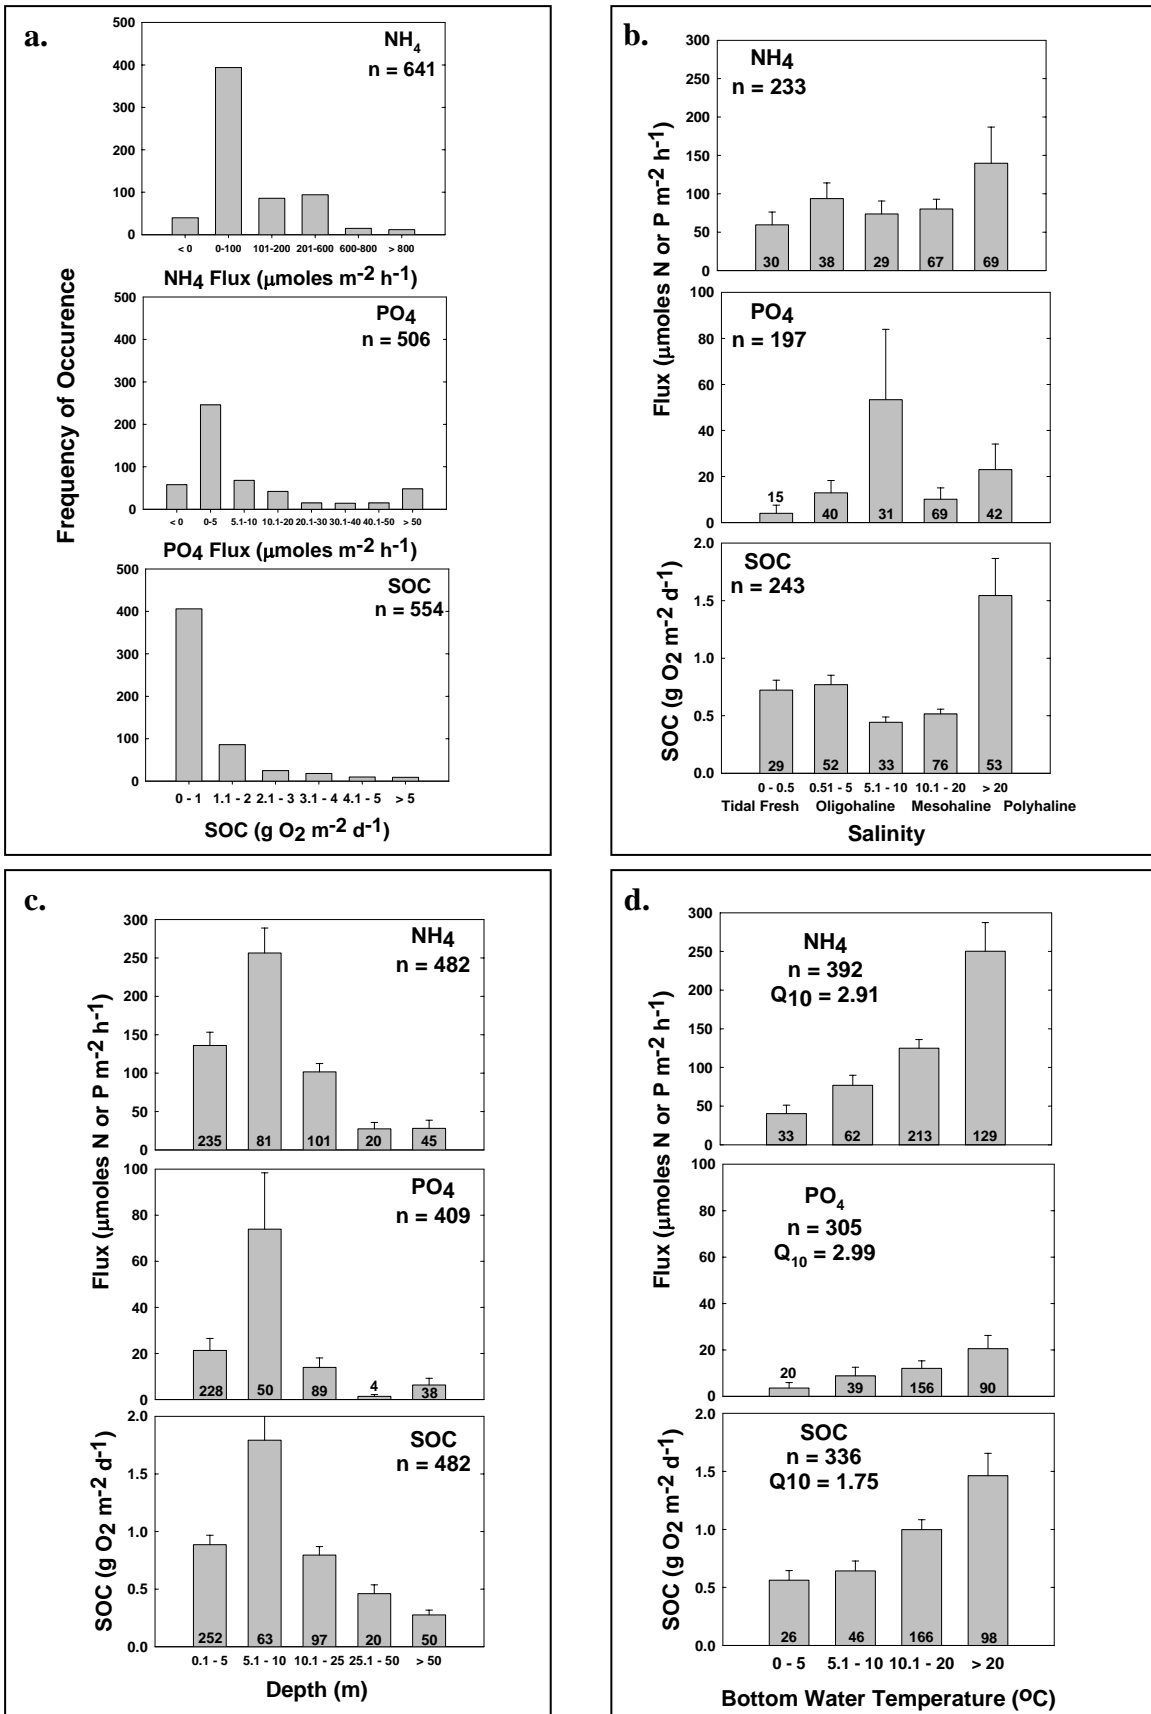 a.
500
400
300
200
100
0
NH4
n = 641
< 0 0-100 101-200 201-600 600-800 > 800
NH4 Flux (μmoles m-2 h-1)
Frequency of Occurence
500
400
300
200
100
0
PO4
n = 506
< 0 0-5 5.1-10 10.1-20 20.1-30 30.1-40 40.1-50 > 50
PO4 Flux (μmoles m-2 h-1)
500
400
300
200
100
0
SOC
n = 554
0 - 1 1.1 - 2 2.1 - 3 3.1 - 4 4.1 - 5 > 5
SOC (g O2 m-2 d-1)
b.
300
250
200
150
100
50
0
NH4
n = 233
30 38 29 67 69
Flux (μmoles N or P m-2 h-1)
100
80
60
40
20
0
PO4
n = 197
15 40 31 69 42
SOC (g O2 m-2 d-1)
2.0
1.5
1.0
0.5
0.0
SOC
n = 243
29 52 33 76 53
0 - 0.5 0.51 - 5 5.1 - 10 10.1 - 20 > 20
Tidal Fresh Oligohaline Mesohaline Polyhaline
Salinity
c.
300
250
200
150
100
50
0
NH4
n = 482
235 81 101 20 45
Flux (μmoles N or P m-2 h-1)
100
80
60
40
20
0
PO4
n = 409
228 50 89 4 38
SOC (g O2 m-2 d-1)
2.0
1.5
1.0
0.5
0.0
SOC
n = 482
252 63 97 20 50
0.1 - 5 5.1 - 10 10.1 - 25 25.1 - 50 > 50
Depth (m)
d.
300
250
200
150
100
50
0
NH4
n = 392
Q10 = 2.91
33 62 213 129
Flux (μmoles N or P m-2 h-1)
100
80
60
40
20
0
PO4
n = 305
Q10 = 2.99
20 39 156 90
SOC (g O2 m-2 d-1)
2.0
1.5
1.0
0.5
0.0
SOC
n = 336
Q10 = 1.75
26 46 166 98
0 - 5 5.1 - 10 10.1 - 20 > 20
Bottom Water Temperature (oC)